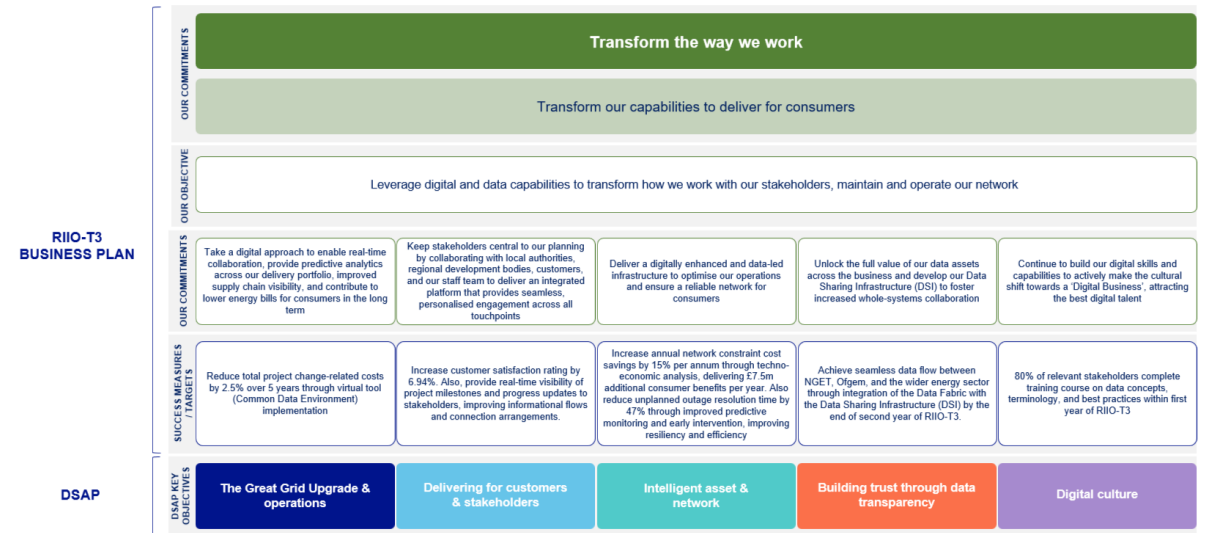 RIIO-T3
BUSINESS PLAN
OUR COMMITMENTS
Transform the way we work
Transform our capabilities to deliver for consumers
OUR OBJECTIVE
Leverage digital and data capabilities to transform how we work with our stakeholders, maintain and operate our network
OUR COMMITMENTS
Take a digital approach to enable real-time
collaboration, provide predictive analytics
across our delivery portfolio, improved
supply chain visibility, and contribute to
lower energy bills for consumers in the long
term
Keep stakeholders central to our planning
by collaborating with local authorities,
regional development bodies, customers,
and our staff team to deliver an integrated
platform that provides seamless,
personalised engagement across all
touchpoints
Deliver a digitally enhanced and data-led
infrastructure to optimise our operations
and ensure a reliable network for
consumers
Unlock the full value of our data assets
across the business and develop our Data
Sharing Infrastructure (DSI) to foster
increased whole-systems collaboration
Continue to build our digital skills and
capabilities to actively make the cultural
shift towards a ‘Digital Business’, attracting
the best digital talent
SUCCESS MEASURES
/ TARGETS
Reduce total project change-related costs
by 2.5% over 5 years through virtual tool
(Common Data Environment)
implementation
Increase customer satisfaction rating by
6.94%. Also, provide real-time visibility of
project milestones and progress updates to
stakeholders, improving informational flows
and connection arrangements.
Increase annual network constraint cost
savings by 15% per annum through techno-
economic analysis, delivering £7.5m
additional consumer benefits per year. Also
reduce unplanned outage resolution time by
47% through improved predictive
monitoring and early intervention, improving
resiliency and efficiency
Achieve seamless data flow between
NGET, Ofgem, and the wider energy sector
through integration of the Data Fabric with
the Data Sharing Infrastructure (DSI) by the
end of second year of RIIO-T3.
80% of relevant stakeholders complete
training course on data concepts,
terminology, and best practices within first
year of RIIO-T3
DSAP
DSAP KEY
OBJECTIVES
The Great Grid Upgrade &
operations
Delivering for customers
& stakeholders
Intelligent asset &
network
Building trust through data
transparency
Digital culture